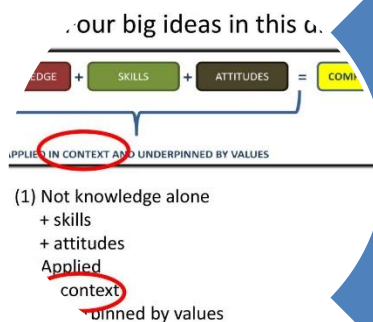 our big ideas in this
+ SKILLS + ATTITUDES =
IN CONTEXT AND UNDERPINNED BY VALUES
(1) Not knowledge alone
+ skills
+ attitudes
Applied
context
by values